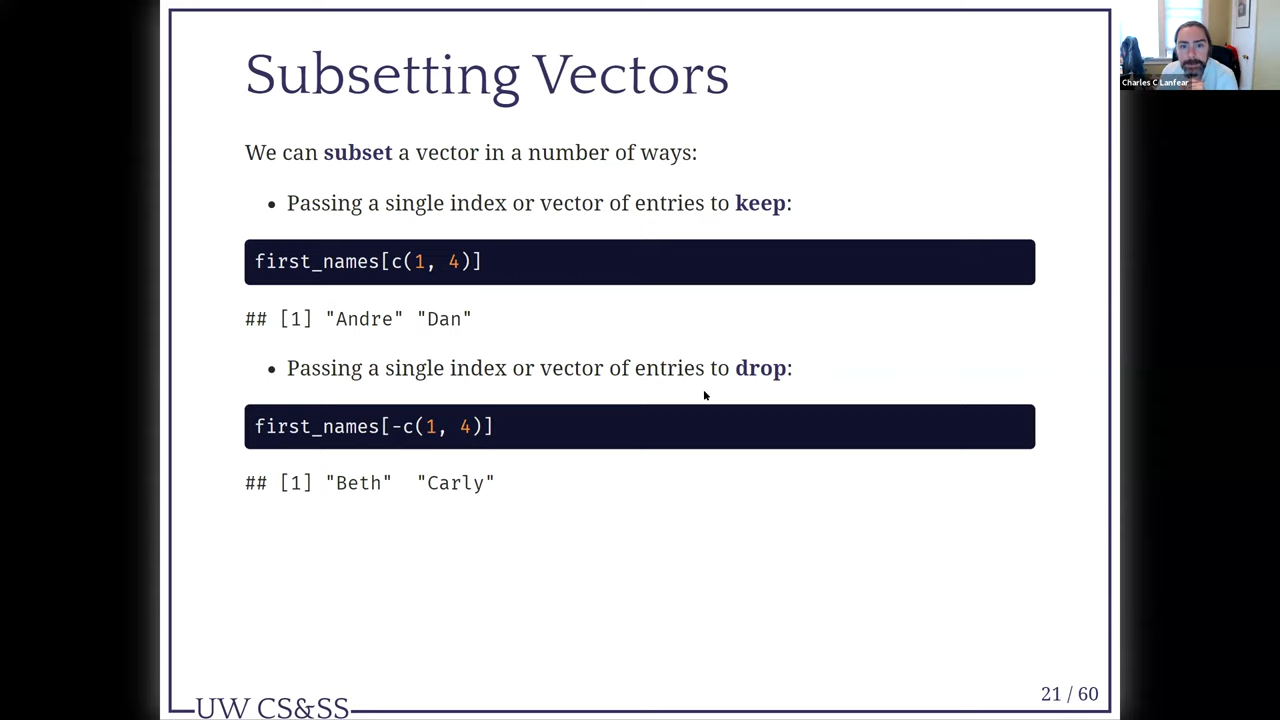 Subsetting Vectors
Charles C Lanfear
We can subset a vector in a number of ways:
• Passing a single index or vector of entries to keep:
first_names[c(1, 4)]
## [1] "Andre" "Dan"
• Passing a single index or vector of entries to drop:
first_names[-c(1, 4)]
## [1] "Beth"  "Carly"
21 / 60
UW CS&SS